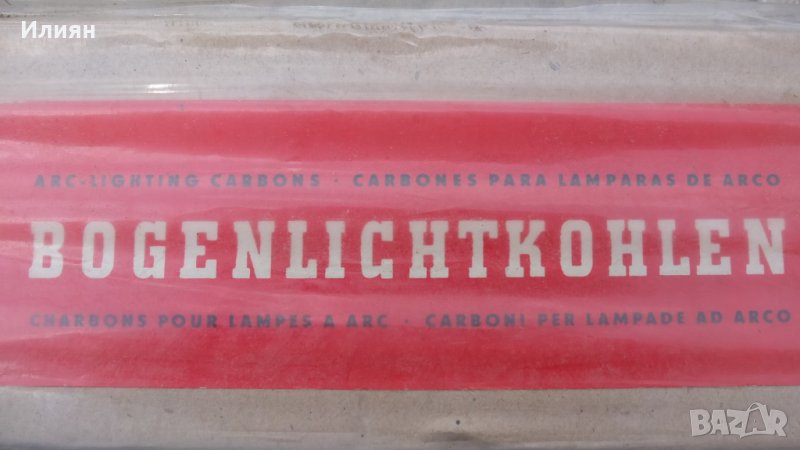 Илиян
ARC-LIGHTING CARBONS · CARBONES PARA LAMPARAS DE ARCO
BOGENLICHTKOHLEN
CHARBONS POUR LAMPES A ARC · CARBONI PER LAMPADE AD ARCO
BAZAR